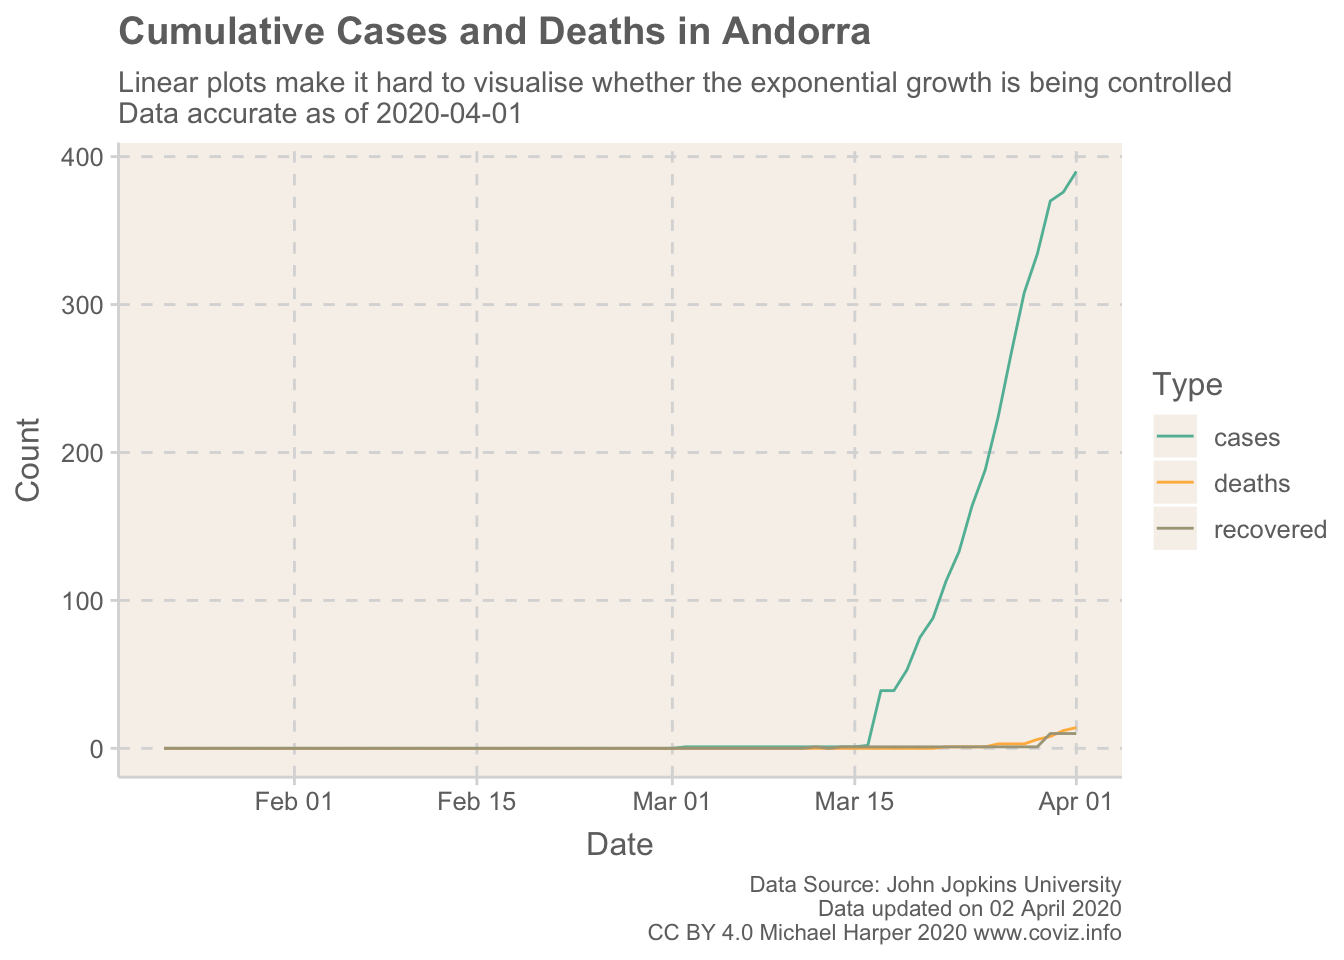 Cumulative Cases and Deaths in Andorra
Linear plots make it hard to visualise whether the exponential growth is being controlled
Data accurate as of 2020-04-01
400
300
200
100
0
Count
Feb 01
Feb 15
Mar 01
Mar 15
Apr 01
Date
Type
cases
deaths
recovered
Data Source: John Jopkins University
Data updated on 02 April 2020
CC BY 4.0 Michael Harper 2020 www.coviz.info